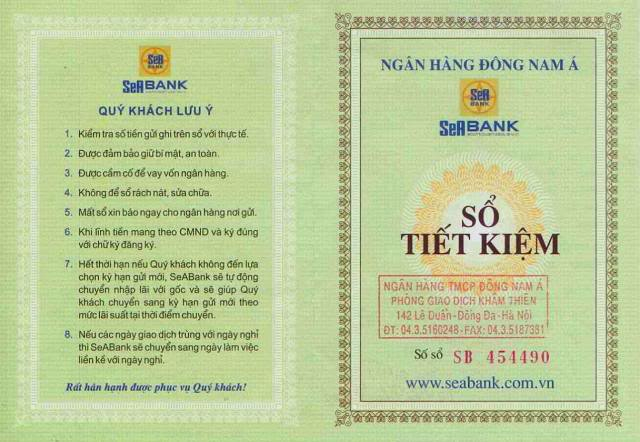 SeA
BANK
SeABANK
QUÝ KHÁCH LƯU Ý
1. Kiểm tra số tiền gửi ghi trên sổ với thực tế.
2. Được đảm bảo giữ bí mật, an toàn.
3. Được cầm cố để vay vốn ngân hàng.
4. Không để sổ rách nát, sửa chữa.
5. Mất sổ xin báo ngay cho ngân hàng nơi gửi.
6. Khi lĩnh tiền mang theo CMND và ký đúng
với chữ ký đăng ký.
7. Hết thời hạn nếu Quý khách không đến lựa
chọn kỳ hạn gửi mới, SeABank sẽ tự động
chuyển nhập lãi với gốc và sẽ giúp Quý
khách chuyển sang kỳ hạn gửi mới theo
mức lãi suất tại thời điểm chuyển.
8. Nếu các ngày giao dịch trùng với ngày nghỉ
thì SeABank sẽ chuyển sang ngày làm việc
liền kề với ngày nghỉ.
Rất hân hạnh được phục vụ Quý khách!
NGÂN HÀNG ĐÔNG NAM Á
SeA
BANK
SeABANK
SỔ
TIẾT KIỆM
NGÂN HÀNG TMCP ĐÔNG NAM Á
PHÒNG GIAO DỊCH KHÂM THIÊN
142 Lê Duẩn-Đống Đa-Hà Nội
ĐT: 04.3.5160248-FAX: 04.3.5187381
Số sổ SB 454490
www.seabank.com.vn